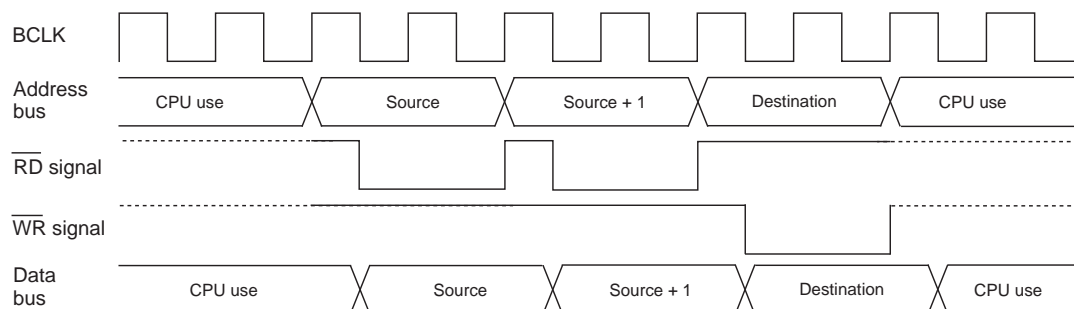 BCLK
Address
bus
CPU use Source Source + 1 Destination CPU use
RD signal
WR signal
Data
bus
CPU use Source Source + 1 Destination CPU use